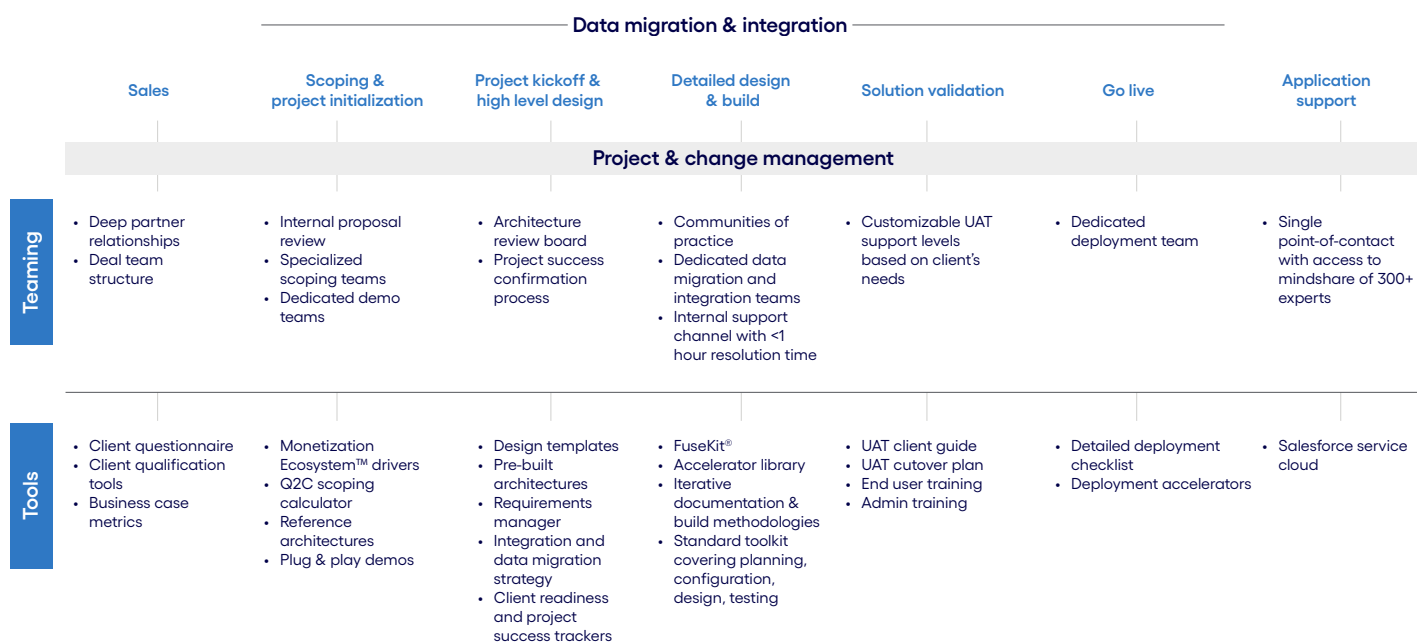 Data migration & integration
Sales
Scoping &
project initialization
Project kickoff &
high level design
Detailed design
& build
Solution validation
Go live
Application
support
Project & change management
Teaming
• Deep partner
relationships
• Deal team
structure
• Internal proposal
review
• Specialized
scoping teams
• Dedicated demo
teams
• Architecture
review board
• Project success
confirmation
process
• Communities of
practice
• Dedicated data
migration and
integration teams
• Internal support
channel with <1
hour resolution time
• Customizable UAT
support levels
based on client's
needs
• Dedicated
deployment team
• Single
point-of-contact
with access to
mindshare of 300+
experts
Tools
• Client questionnaire
• Client qualification
tools
• Business case
metrics
• Monetization
Ecosystem™ drivers
• Q2C scoping
calculator
• Reference
architectures
• Plug & play demos
• Design templates
• Pre-built
architectures
• Requirements
manager
• Integration and
data migration
strategy
• Client readiness
and project
success trackers
• FuseKit®
• Accelerator library
• Iterative
documentation &
build methodologies
• Standard toolkit
covering planning,
configuration,
design, testing
• UAT client guide
• UAT cutover plan
• End user training
• Admin training
• Detailed deployment
checklist
• Deployment accelerators
• Salesforce service
cloud